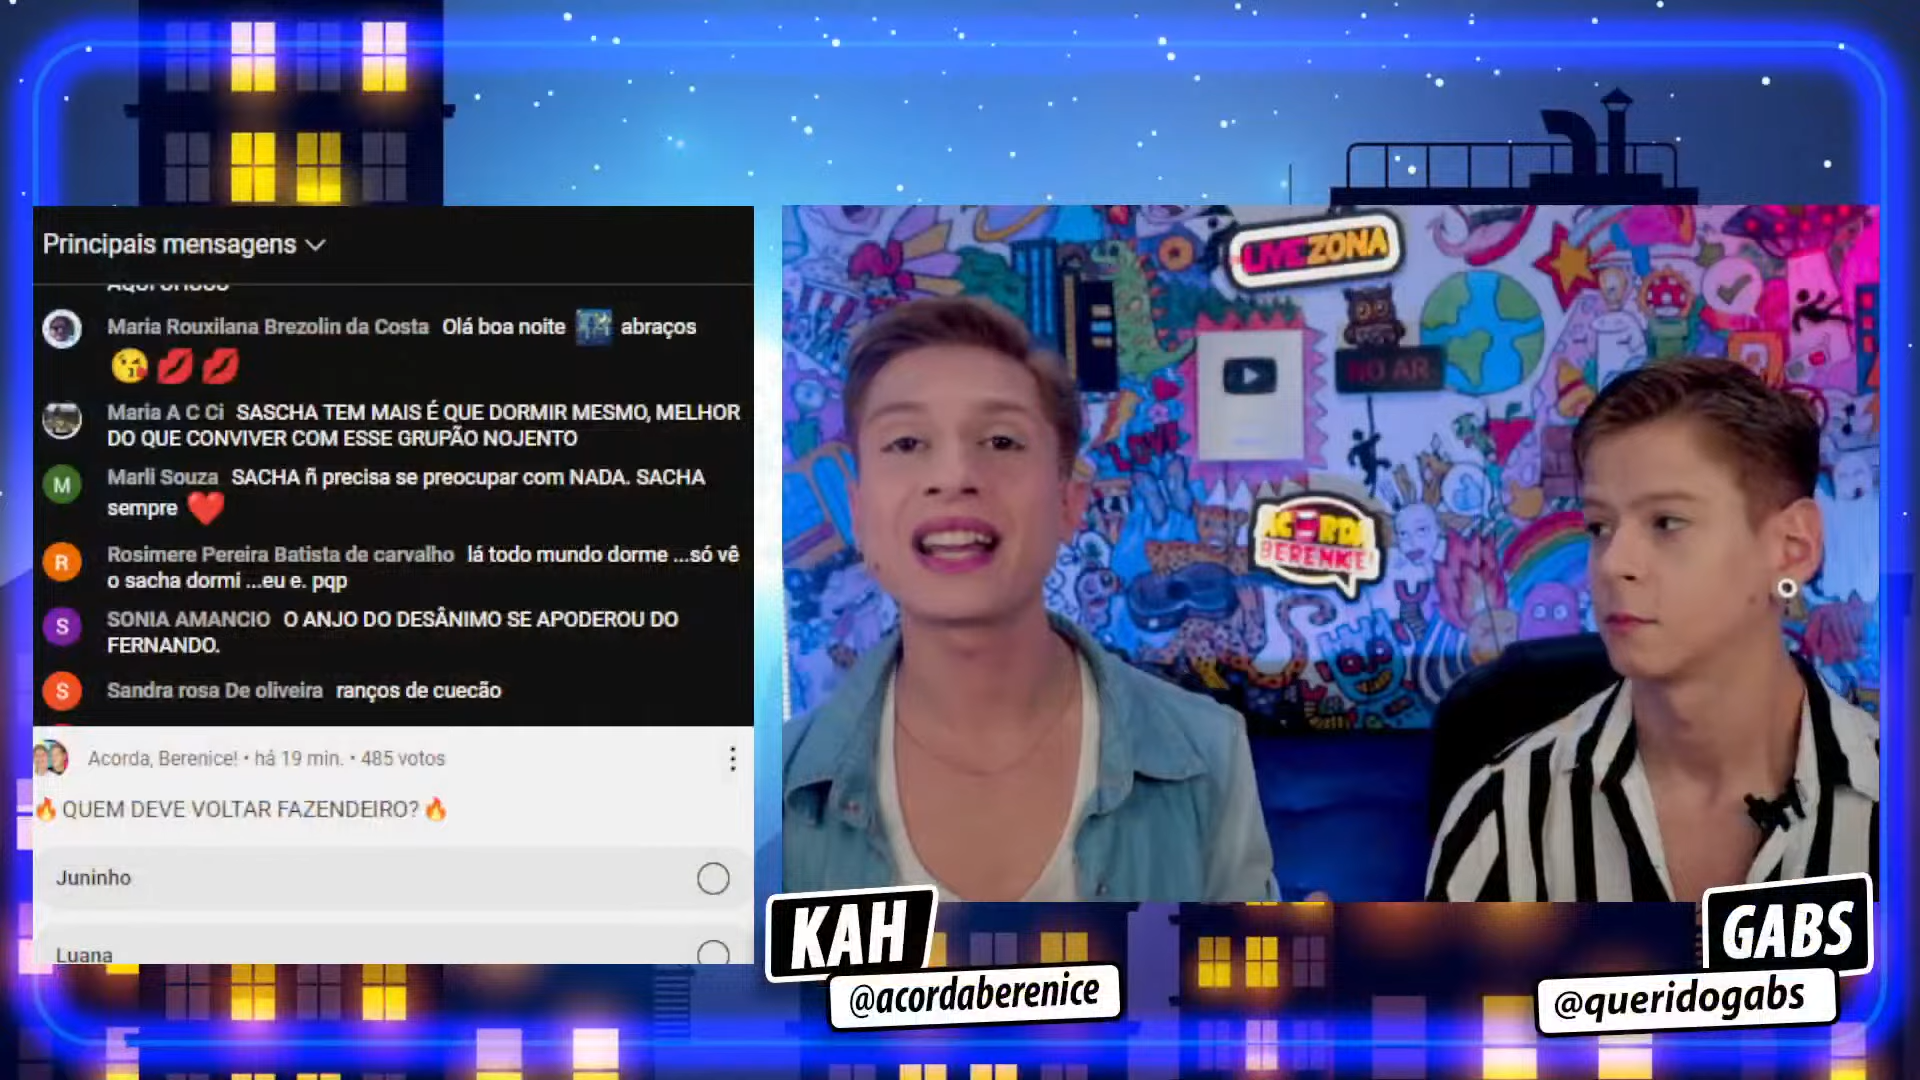 Principais mensagens
Maria Rouxilana Brezolin da Costa Olá boa noite abraços
Maria A C Ci SASCHA TEM MAIS É QUE DORMIR MESMO, MELHOR
DO QUE CONVIVER COM ESSE GRUPÃO NOJENTO
M
Marli Souza SACHA ñ precisa se preocupar com NADA. SACHA
sempre ❤️
R
Rosimere Pereira Batista de carvalho lá todo mundo dorme ...só vê
o sacha dormi ...eu e. pqp
S
SONIA AMANCIO O ANJO DO DESÂNIMO SE APODEROU DO
FERNANDO.
S
Sandra rosa De oliveira ranços de cuecão
Acorda, Berenice! • há 19 min. • 485 votos
🔥 QUEM DEVE VOLTAR FAZENDEIRO? 🔥
Juninho
Luana
LIVEZONA
NO AR
LOVE
ACORDA
BERENICE!
KAH
@acordaberenice
GABS
@queridogabs